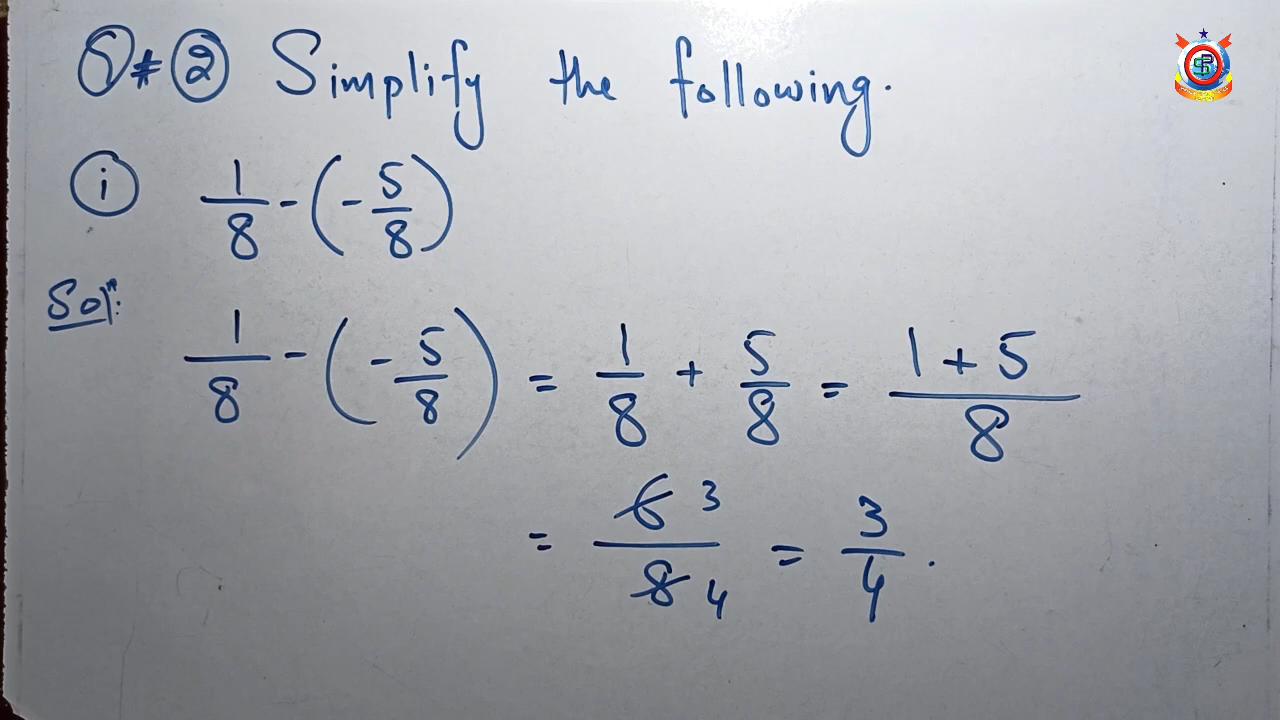 Q # 2 Simplify the following.
i 1/8 - (- 5/8)
Sol:
1/8 - (- 5/8) = 1/8 + 5/8 = 1 + 5/8
= 6 3/8 4 = 3/4 .